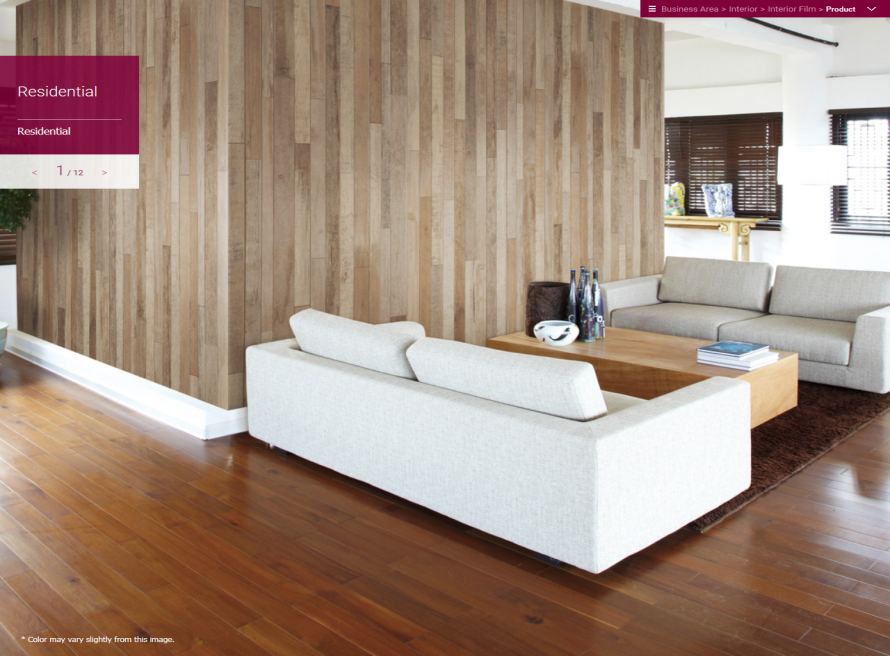 Business Area > Interior > Interior Film > Product
Residential
Residential
< 1 / 12 >
* Color may vary slightly from this image.